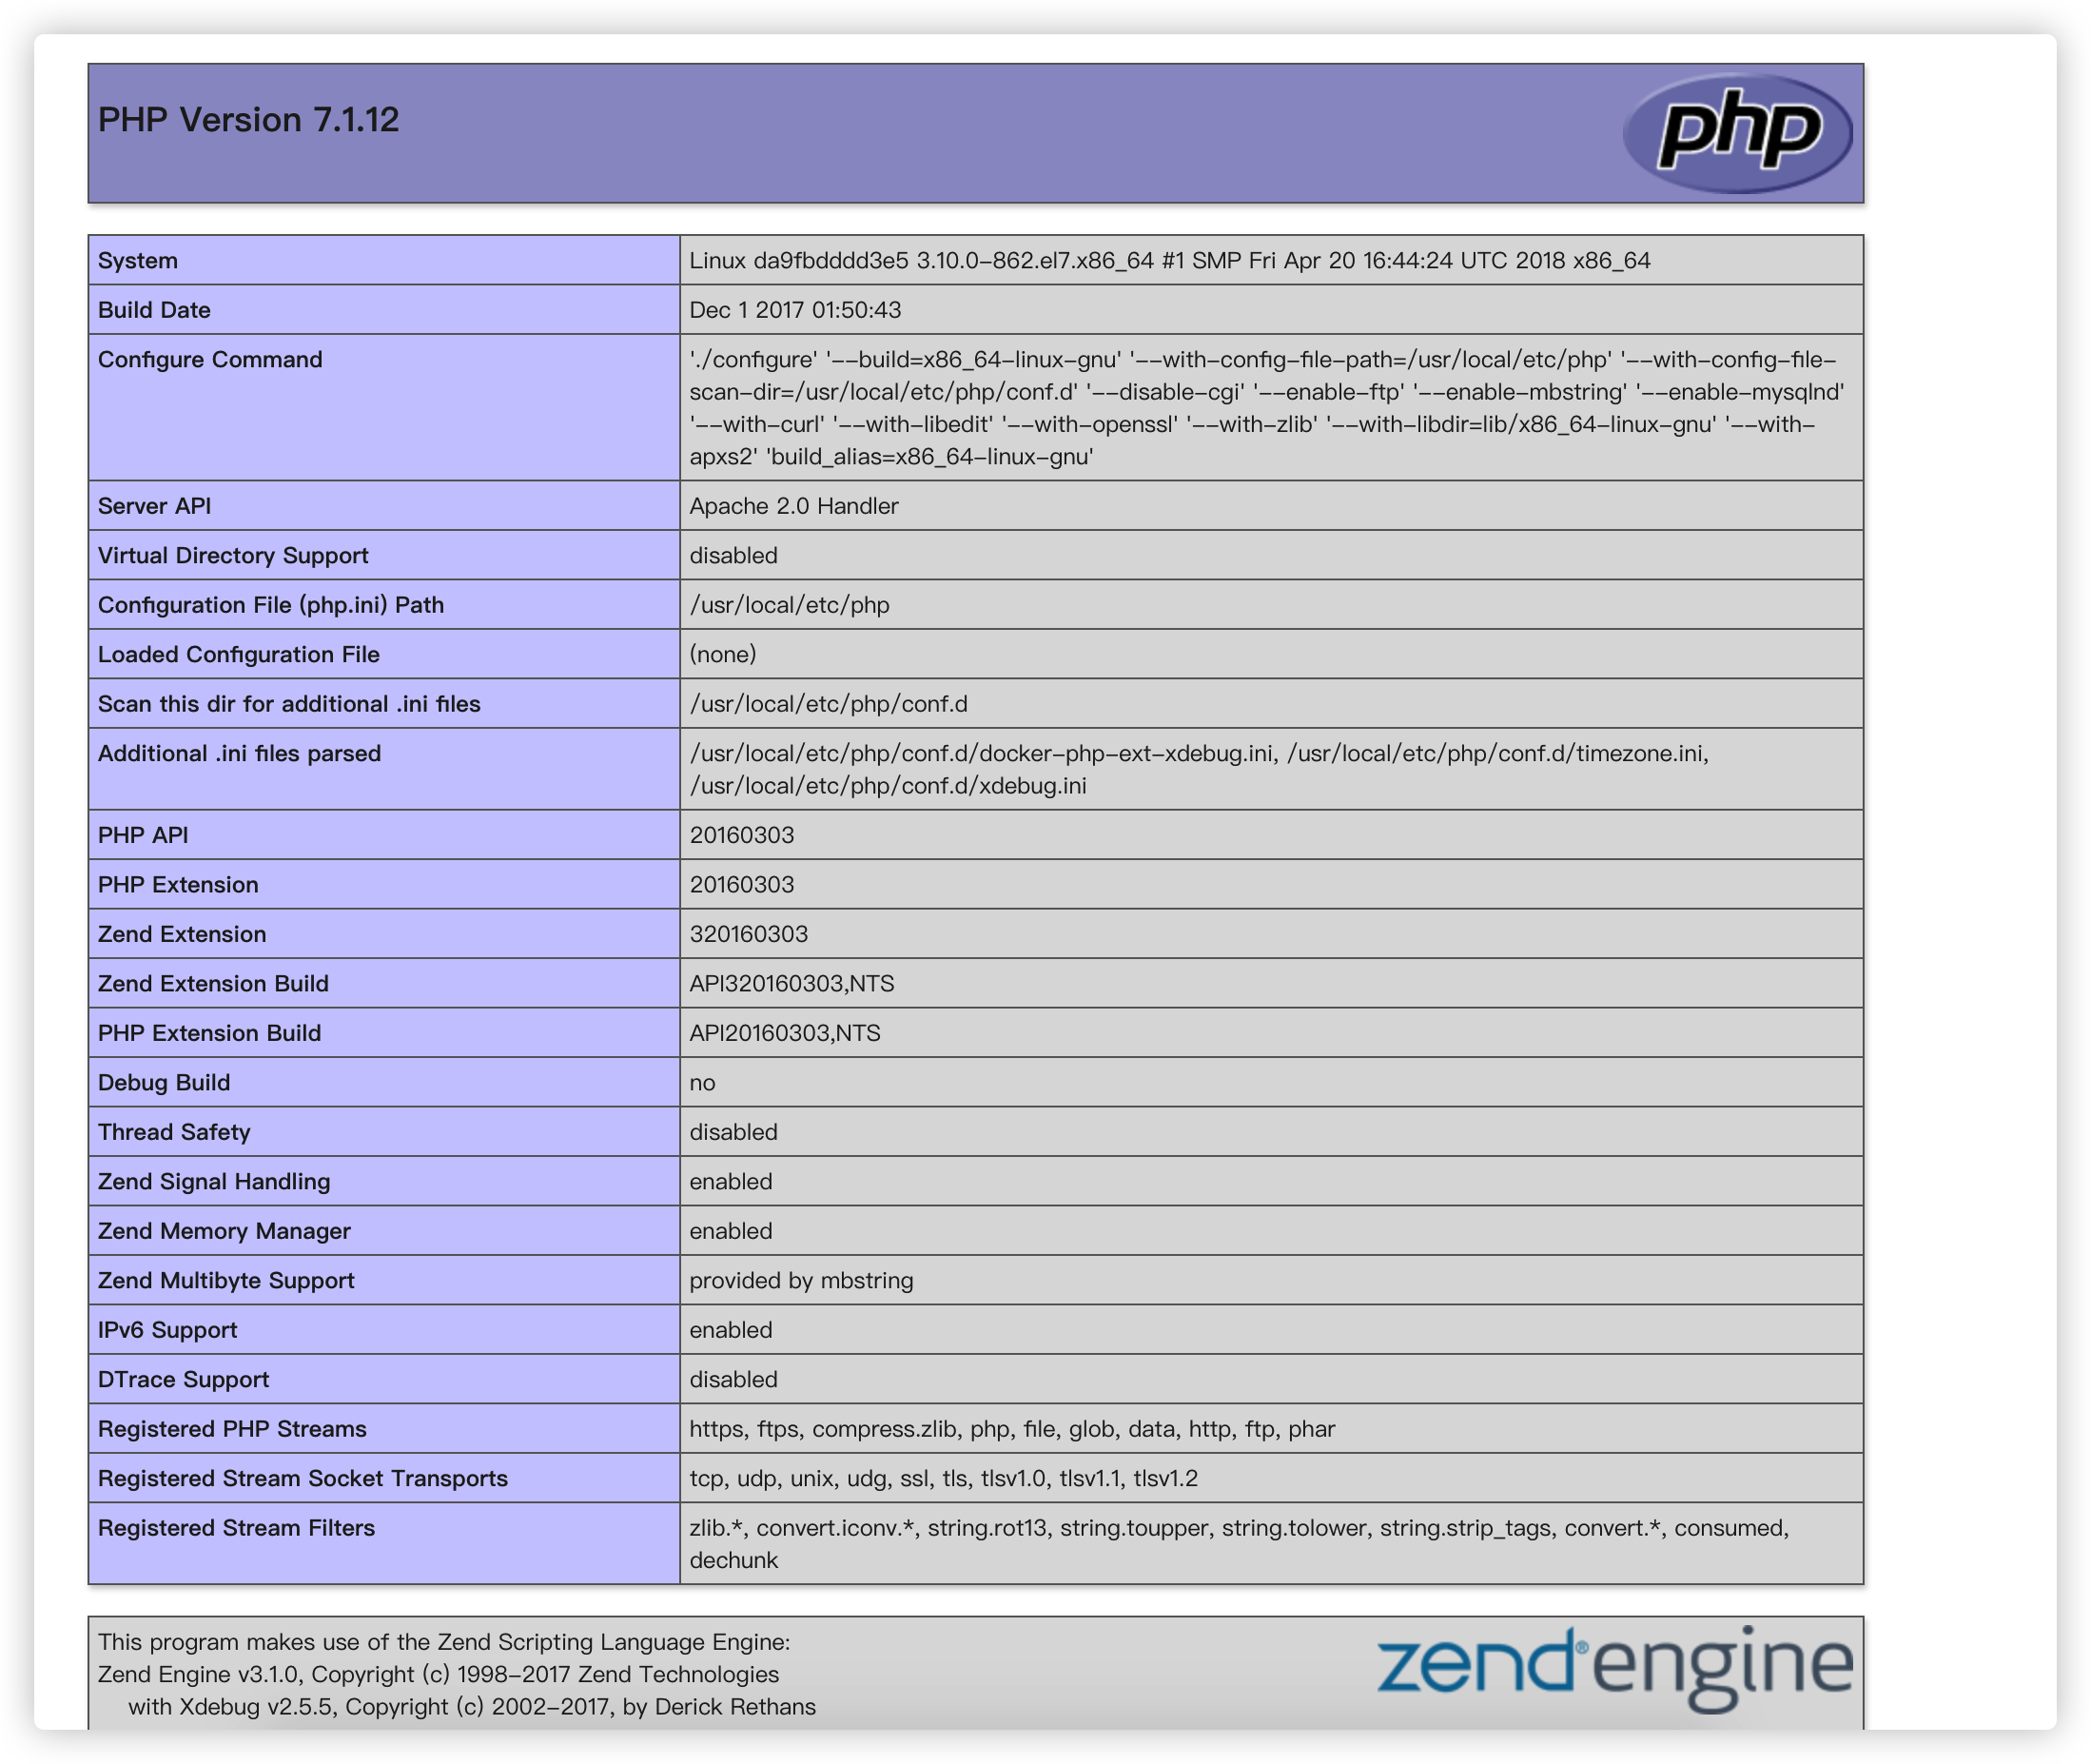 PHP Version 7.1.12
php
System Linux da9fbdddd3e5 3.10.0-862.el7.x86_64 #1 SMP Fri Apr 20 16:44:24 UTC 2018 x86_64
Build Date Dec 1 2017 01:50:43
Configure Command './configure' '--build=x86_64-linux-gnu' '--with-config-file-path=/usr/local/etc/php' '--with-config-file-
scan-dir=/usr/local/etc/php/conf.d' '--disable-cgi' '--enable-ftp' '--enable-mbstring' '--enable-mysqlnd'
'--with-curl' '--with-libedit' '--with-openssl' '--with-zlib' '--with-libdir=lib/x86_64-linux-gnu' '--with-
apxs2' 'build_alias=x86_64-linux-gnu'
Server API Apache 2.0 Handler
Virtual Directory Support disabled
Configuration File (php.ini) Path /usr/local/etc/php
Loaded Configuration File (none)
Scan this dir for additional .ini files /usr/local/etc/php/conf.d
Additional .ini files parsed /usr/local/etc/php/conf.d/docker-php-ext-xdebug.ini, /usr/local/etc/php/conf.d/timezone.ini,
/usr/local/etc/php/conf.d/xdebug.ini
PHP API 20160303
PHP Extension 20160303
Zend Extension 320160303
Zend Extension Build API320160303,NTS
PHP Extension Build API20160303,NTS
Debug Build no
Thread Safety disabled
Zend Signal Handling enabled
Zend Memory Manager enabled
Zend Multibyte Support provided by mbstring
IPv6 Support enabled
DTrace Support disabled
Registered PHP Streams https, ftps, compress.zlib, php, file, glob, data, http, ftp, phar
Registered Stream Socket Transports tcp, udp, unix, udg, ssl, tls, tlsv1.0, tlsv1.1, tlsv1.2
Registered Stream Filters zlib.*, convert.iconv.*, string.rot13, string.toupper, string.tolower, string.strip_tags, convert.*, consumed,
dechunk
This program makes use of the Zend Scripting Language Engine:
Zend Engine v3.1.0, Copyright (c) 1998-2017 Zend Technologies
with Xdebug v2.5.5, Copyright (c) 2002-2017, by Derick Rethans
zend®engine